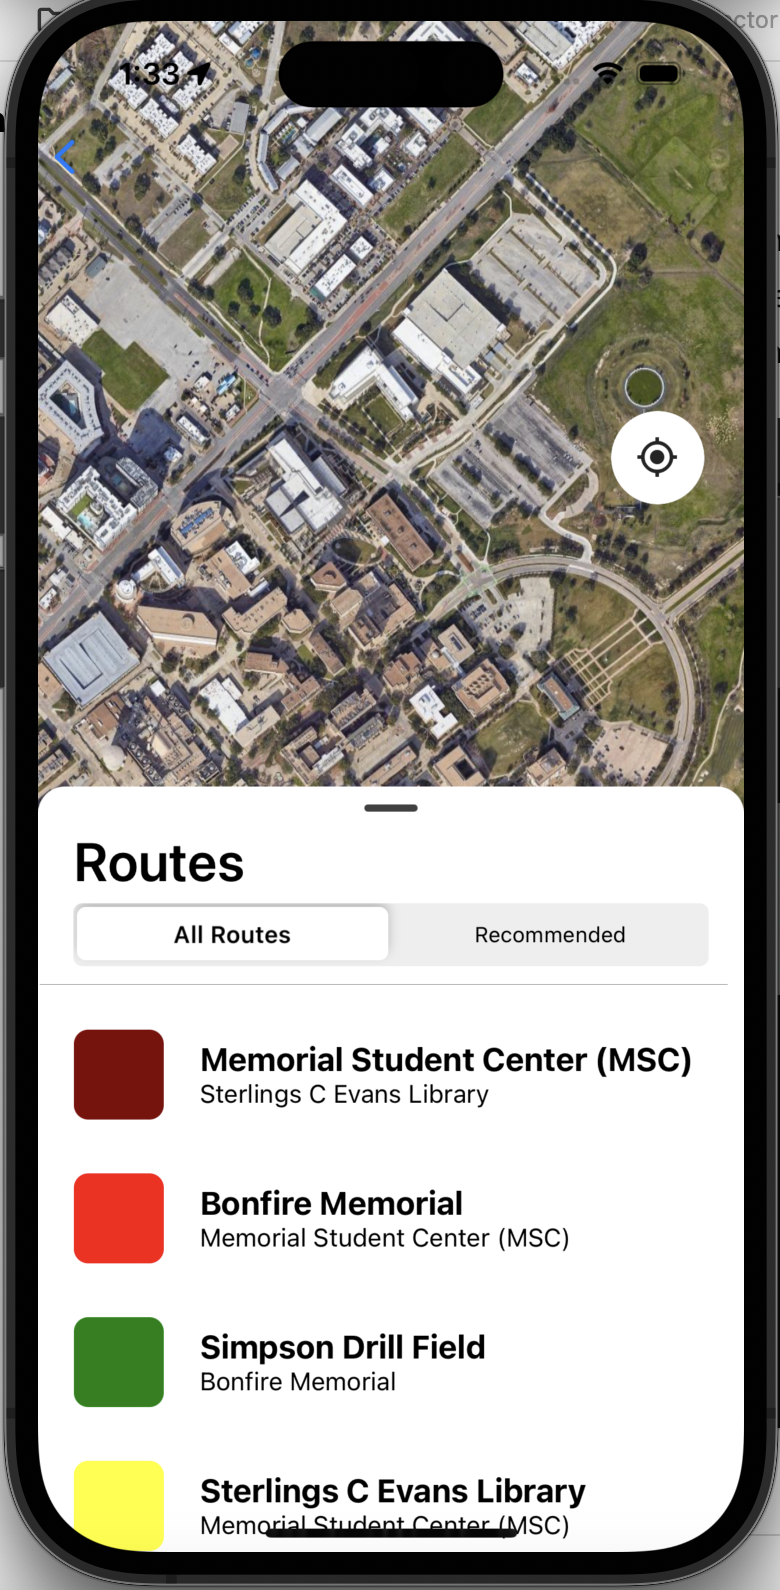 ctor
1:33
Routes
All Routes
Recommended
Memorial Student Center (MSC)
Sterlings C Evans Library
Bonfire Memorial
Memorial Student Center (MSC)
Simpson Drill Field
Bonfire Memorial
Sterlings C Evans Library
Memorial Student Center (MSC)